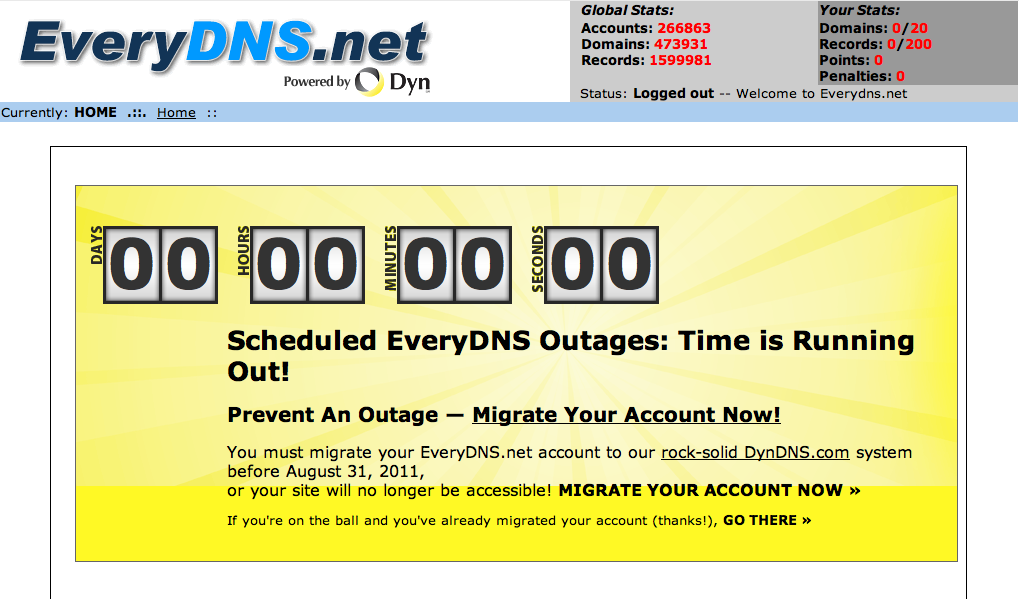 EveryDNS.net
Powered by Dyn
Global Stats:
Accounts: 266863
Domains: 473931
Records: 1599981
Your Stats:
Domains: 0/20
Records: 0/200
Points: 0
Penalties: 0
Status: Logged out -- Welcome to Everydns.net
Currently: HOME .::. Home ::
DAYS 00 HOURS 00 MINUTES 00 SECONDS 00
Scheduled EveryDNS Outages: Time is Running
Out!
Prevent An Outage — Migrate Your Account Now!
You must migrate your EveryDNS.net account to our rock-solid DynDNS.com system
before August 31, 2011,
or your site will no longer be accessible! MIGRATE YOUR ACCOUNT NOW »
If you're on the ball and you've already migrated your account (thanks!), GO THERE »